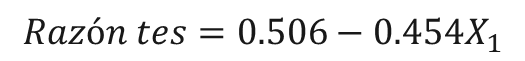 Razón tes = 0.506 − 0.454X₁